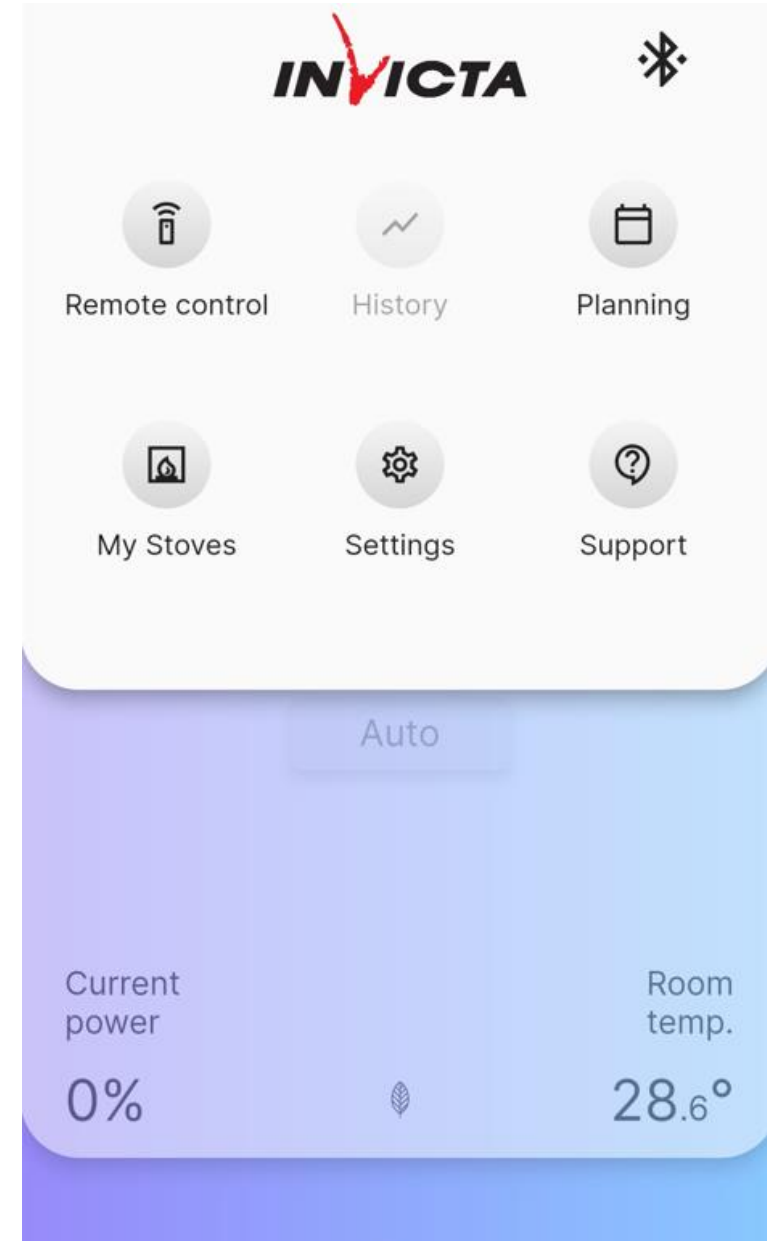 INVICTA
Remote control
History
Planning
My Stoves
Settings
Support
Auto
Current
power
Room
temp.
0%
28.6°